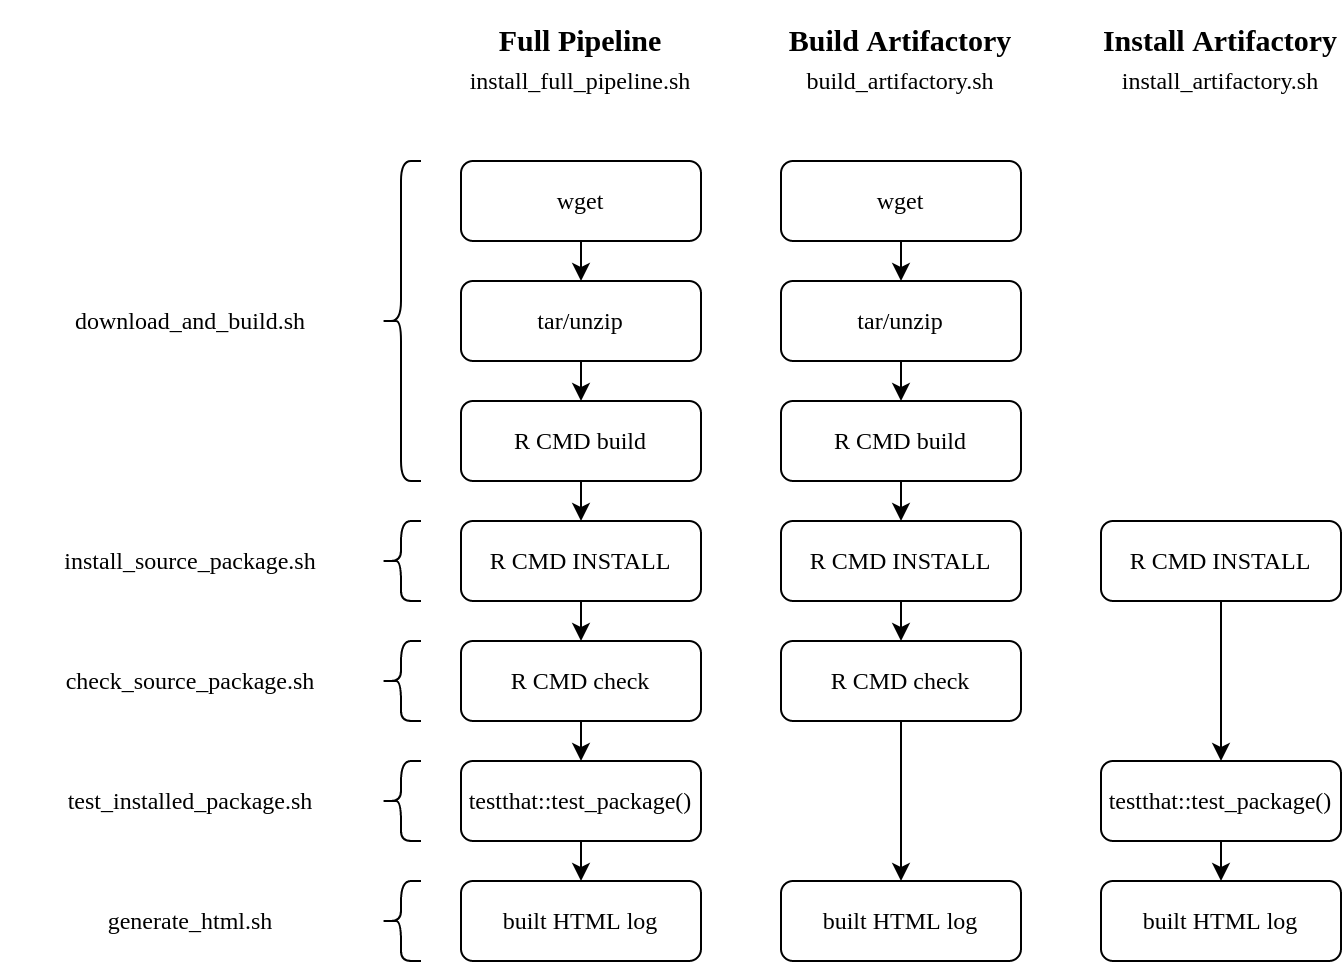 Full Pipeline
install_full_pipeline.sh
Build Artifactory
build_artifactory.sh
Install Artifactory
install_artifactory.sh
wget
wget
download_and_build.sh
tar/unzip
tar/unzip
R CMD build
R CMD build
install_source_package.sh
R CMD INSTALL
R CMD INSTALL
R CMD INSTALL
check_source_package.sh
R CMD check
R CMD check
test_installed_package.sh
testthat::test_package()
testthat::test_package()
generate_html.sh
built HTML log
built HTML log
built HTML log